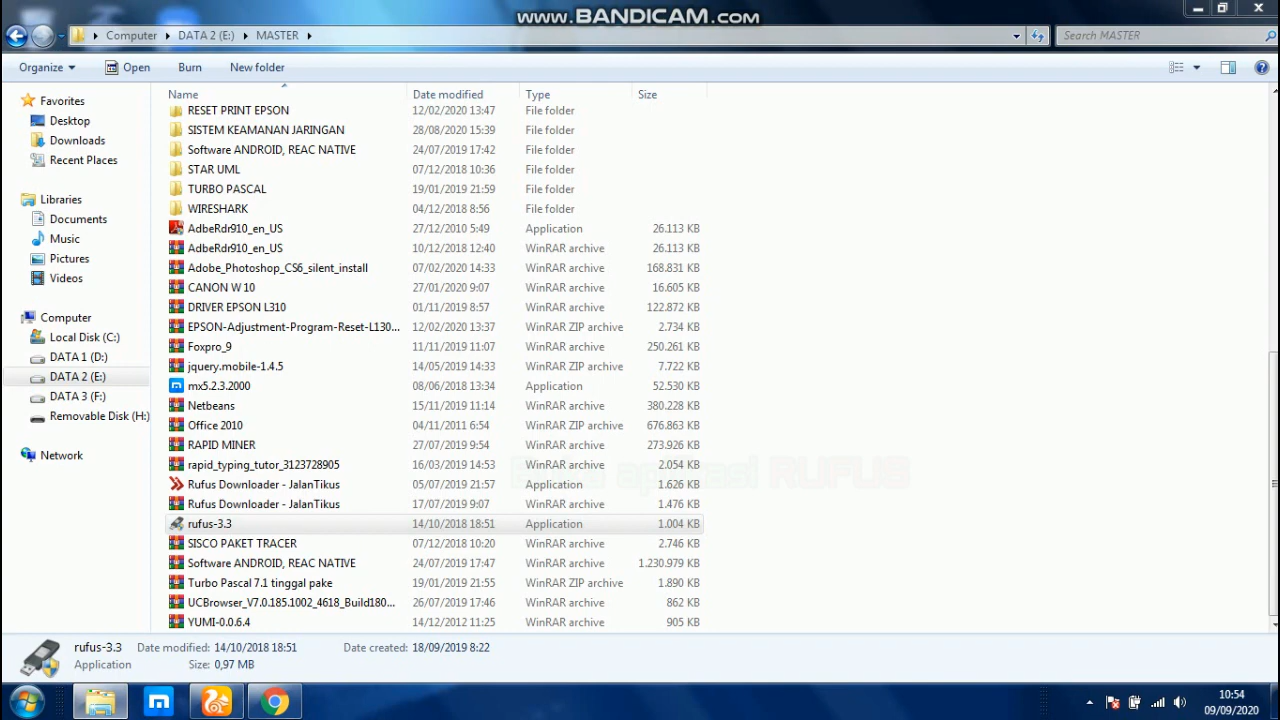 www.BANDICAM.com
Computer DATA 2 (E:) MASTER
Search MASTER
Organize Open Burn New folder
Name Date modified Type Size
Favorites
Desktop
Downloads
Recent Places
Libraries
Documents
Music
Pictures
Videos
Computer
Local Disk (C:)
DATA 1 (D:)
DATA 2 (E:)
DATA 3 (F:)
Removable Disk (H:)
Network
RESET PRINT EPSON 12/02/2020 13:47 File folder
SISTEM KEAMANAN JARINGAN 28/08/2020 15:39 File folder
Software ANDROID, REAC NATIVE 24/07/2019 17:42 File folder
STAR UML 07/12/2018 10:36 File folder
TURBO PASCAL 19/01/2019 21:59 File folder
WIRESHARK 04/12/2018 8:56 File folder
AdbeRdr910_en_US 27/12/2010 5:49 Application 26.113 KB
AdbeRdr910_en_US 10/12/2018 12:40 WinRAR archive 26.113 KB
Adobe_Photoshop_CS6_silent_install 07/02/2020 14:33 WinRAR archive 168.831 KB
CANON W 10 27/01/2020 9:07 WinRAR archive 16.605 KB
DRIVER EPSON L310 01/11/2019 8:57 WinRAR archive 122.872 KB
EPSON-Adjustment-Program-Reset-L130... 12/02/2020 13:37 WinRAR ZIP archive 2.734 KB
Foxpro_9 11/11/2019 11:07 WinRAR archive 250.261 KB
jquery.mobile-1.4.5 14/05/2019 14:33 WinRAR ZIP archive 7.722 KB
mx5.2.3.2000 08/06/2018 13:34 Application 52.530 KB
Netbeans 15/11/2019 11:14 WinRAR archive 380.228 KB
Office 2010 04/11/2011 6:54 WinRAR ZIP archive 676.863 KB
RAPID MINER 27/07/2019 9:54 WinRAR archive 273.926 KB
rapid_typing_tutor_3123728905 16/03/2019 14:53 WinRAR archive 2.054 KB
Rufus Downloader - JalanTikus 05/07/2019 21:57 Application 1.626 KB
Rufus Downloader - JalanTikus 17/07/2019 9:07 WinRAR archive 1.476 KB
rufus-3.3 14/10/2018 18:51 Application 1.004 KB
SISCO PAKET TRACER 07/12/2018 10:20 WinRAR archive 2.746 KB
Software ANDROID, REAC NATIVE 24/07/2019 17:47 WinRAR archive 1.230.979 KB
Turbo Pascal 7.1 tinggal pake 19/01/2019 21:55 WinRAR ZIP archive 1.890 KB
UCBrowser_V7.0.185.1002_4618_Build180... 26/07/2019 17:46 WinRAR archive 862 KB
YUMI-0.0.6.4 14/12/2012 11:25 WinRAR archive 905 KB
aplikasi RUFUS
rufus-3.3 Date modified: 14/10/2018 18:51 Date created: 18/09/2019 8:22
Application Size: 0,97 MB
10:54
09/09/2020